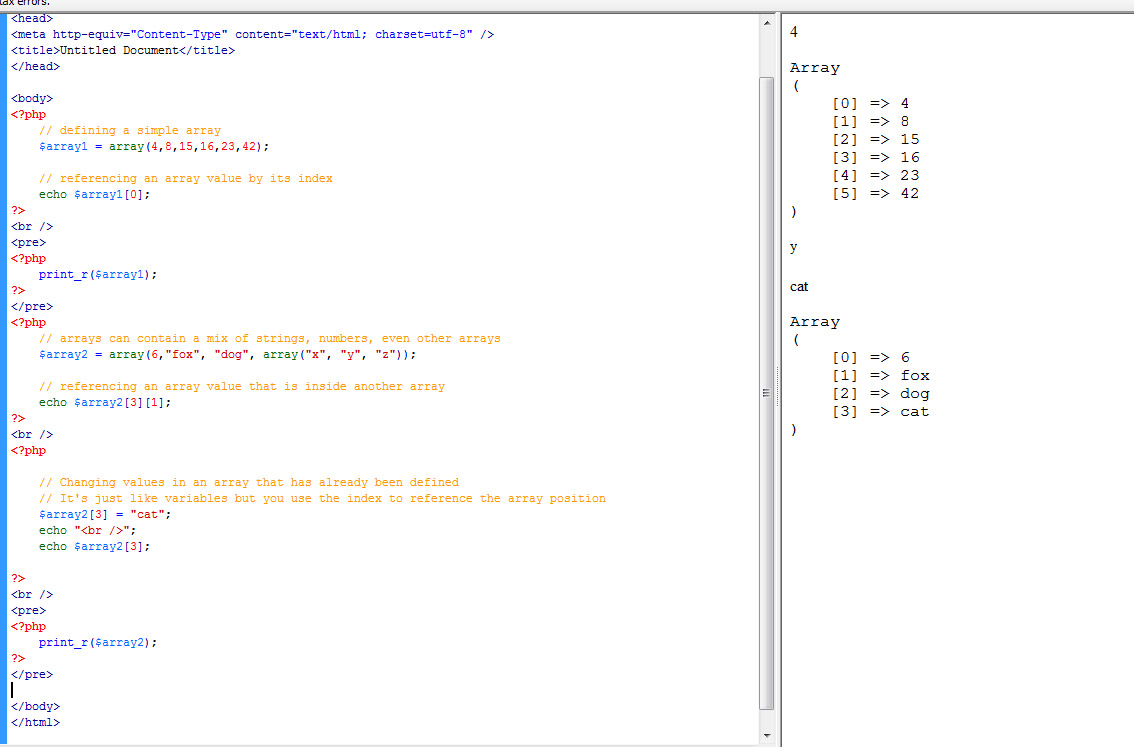 tax errors.
<head>
<meta http-equiv="Content-Type" content="text/html; charset=utf-8" />
<title>Untitled Document</title>
</head>
<body>
<?php
// defining a simple array
$array1 = array(4,8,15,16,23,42);
// referencing an array value by its index
echo $array1[0];
?>
<br />
<pre>
<?php
print_r($array1);
?>
</pre>
<?php
// arrays can contain a mix of strings, numbers, even other arrays
$array2 = array(6,"fox", "dog", array("x", "y", "z"));
// referencing an array value that is inside another array
echo $array2[3][1];
?>
<br />
<?php
// Changing values in an array that has already been defined
// It's just like variables but you use the index to reference the array position
$array2[3] = "cat";
echo "<br />";
echo $array2[3];
?>
<br />
<pre>
<?php
print_r($array2);
?>
</pre>
</body>
</html>
4
Array
(
[0] => 4
[1] => 8
[2] => 15
[3] => 16
[4] => 23
[5] => 42
)
y
cat
Array
(
[0] => 6
[1] => fox
[2] => dog
[3] => cat
)